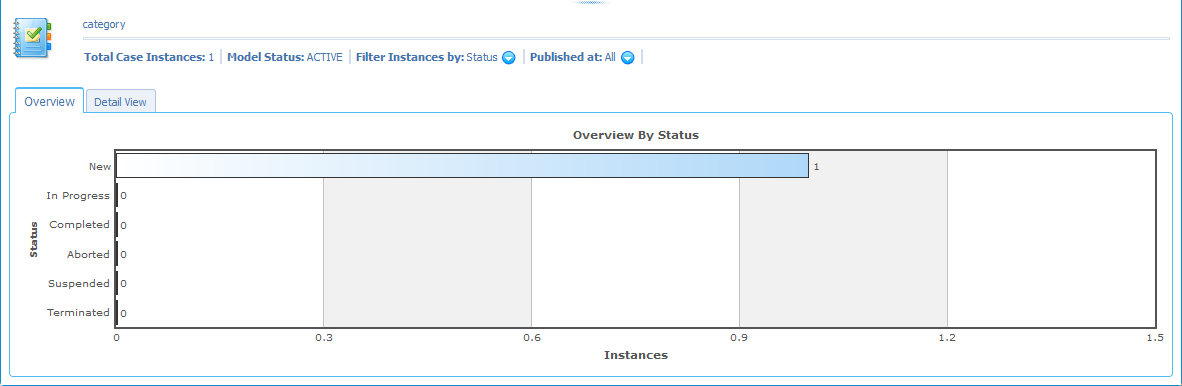 category
Total Case Instances: 1 Model Status: ACTIVE Filter Instances by: Status Published at: All
Overview Detail View
Overview By Status
New 1
In Progress 0
Completed 0
Aborted 0
Suspended 0
Terminated 0
Status
0 0.3 0.6 0.9 1.2 1.5
Instances